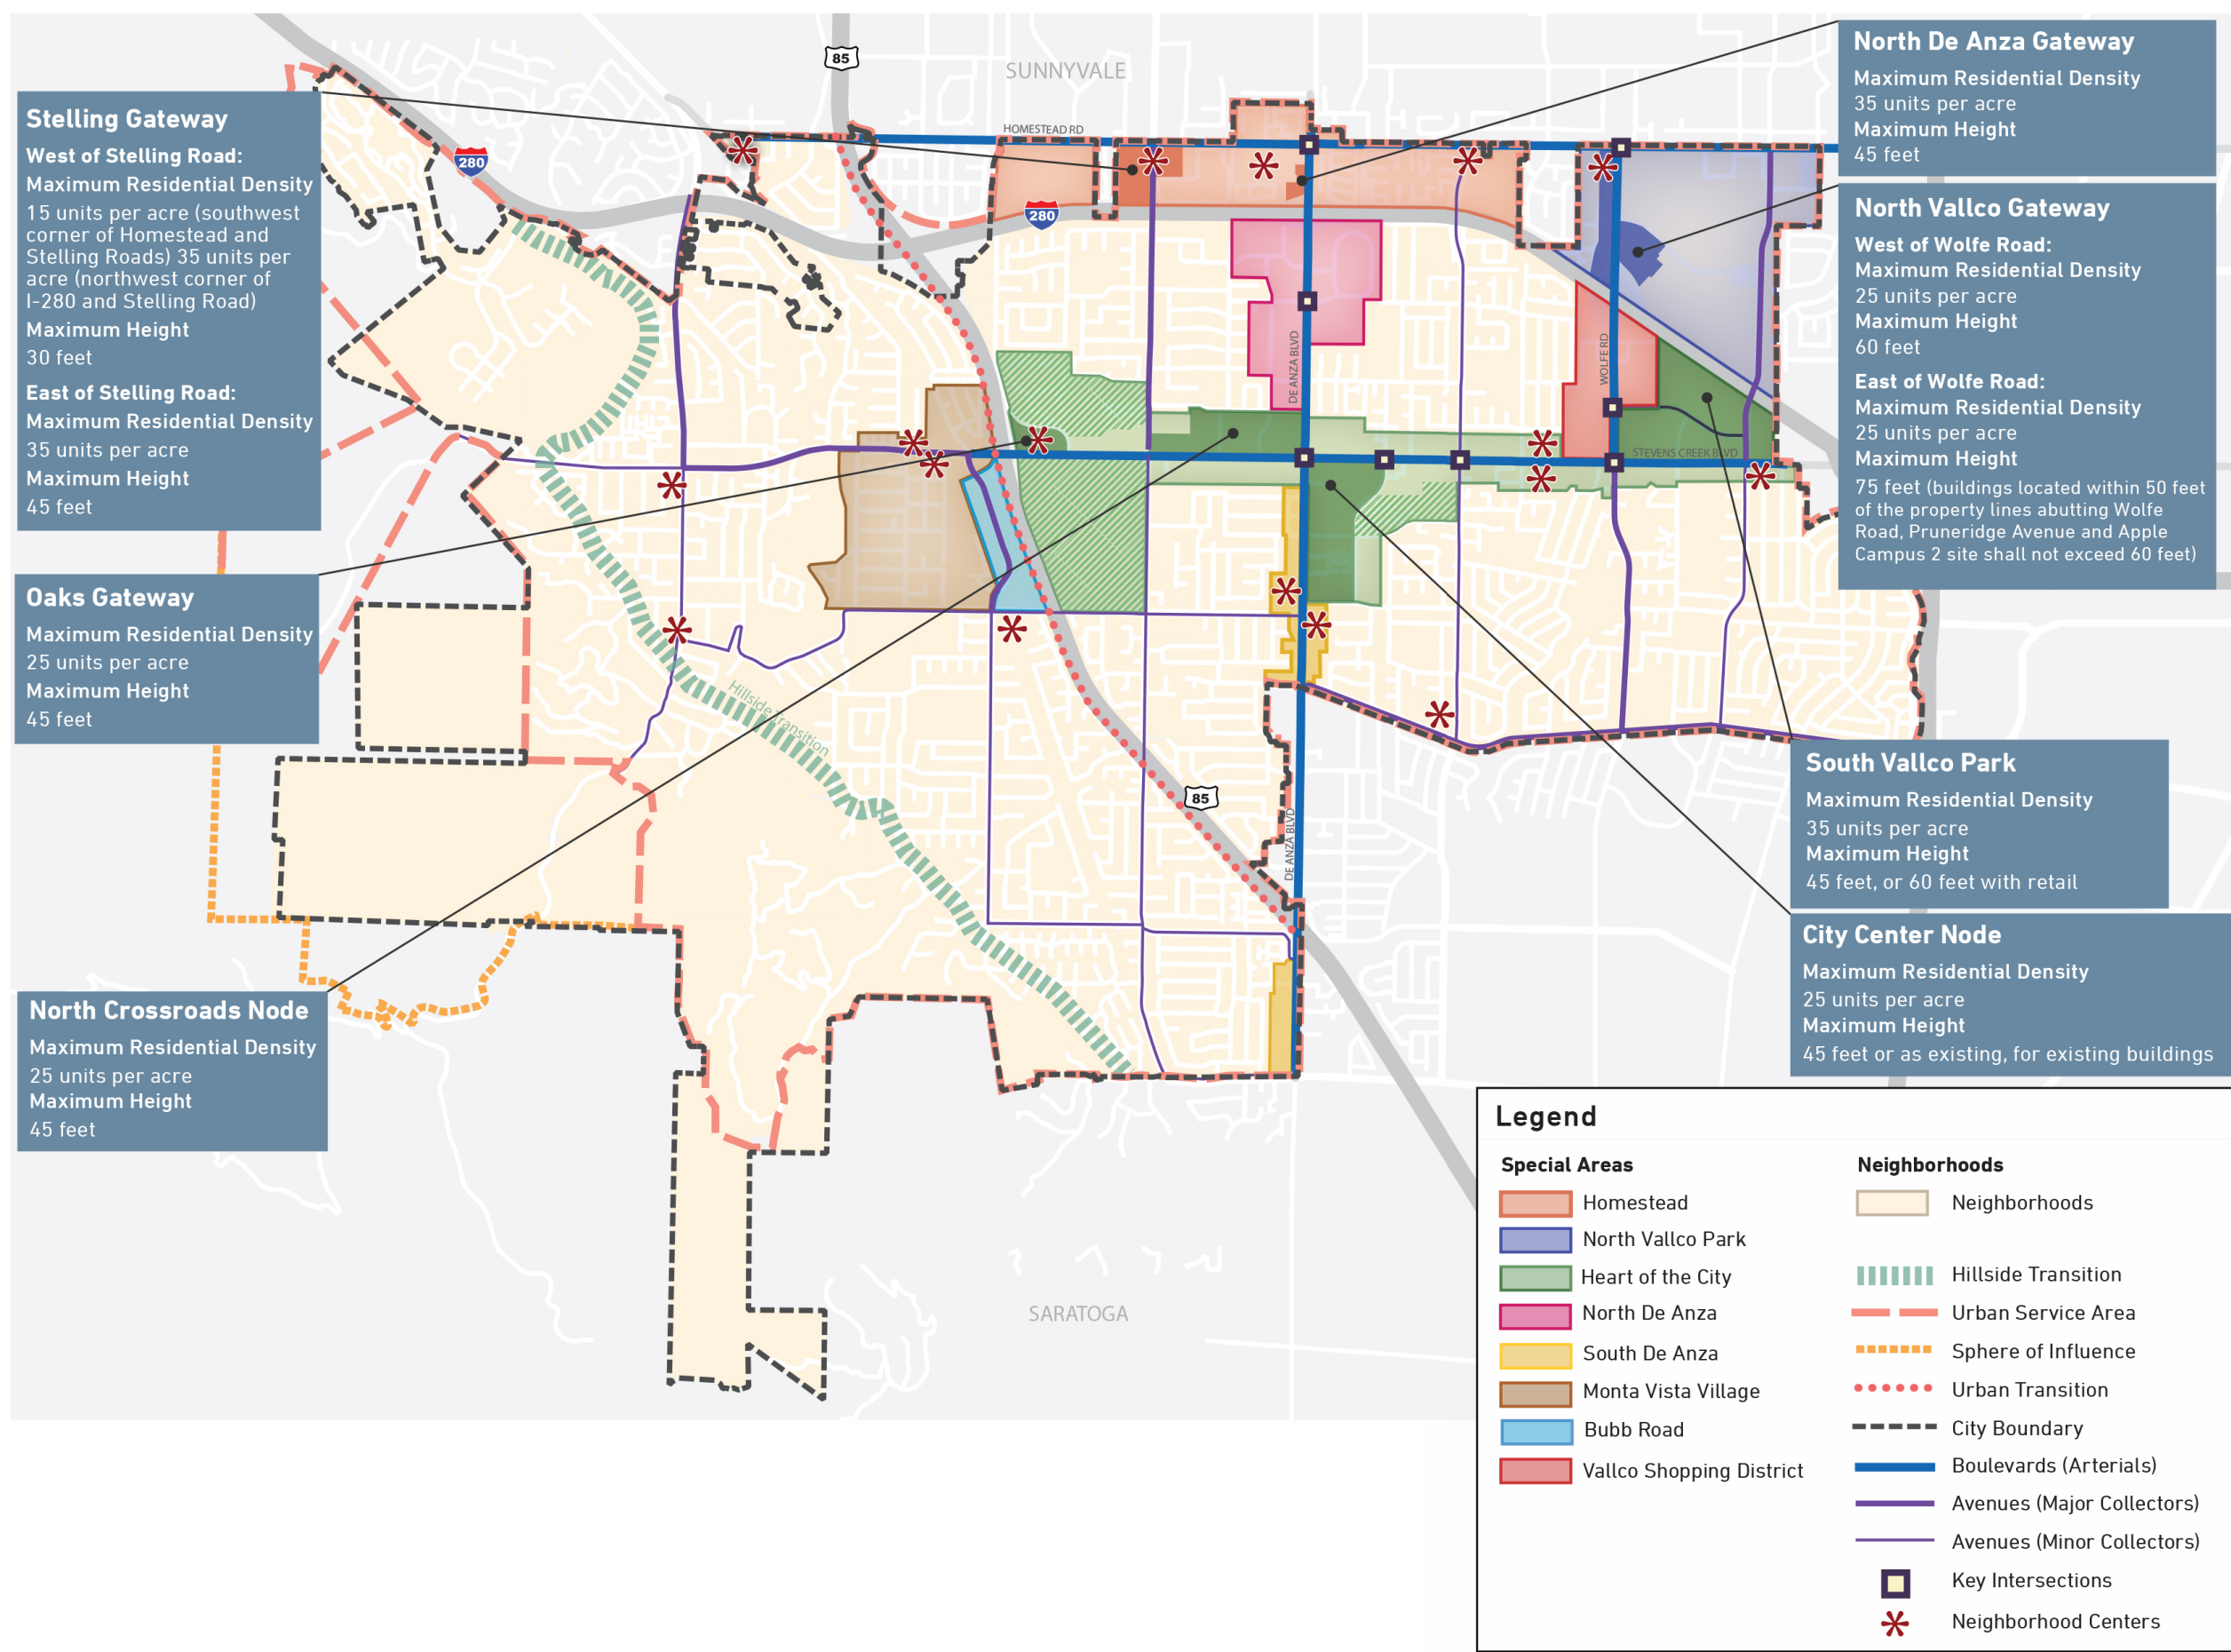 Stelling Gateway
West of Stelling Road:
Maximum Residential Density
15 units per acre (southwest
corner of Homestead and
Stelling Roads) 35 units per
acre (northwest corner of
I-280 and Stelling Road)
Maximum Height
30 feet
East of Stelling Road:
Maximum Residential Density
35 units per acre
Maximum Height
45 feet
Oaks Gateway
Maximum Residential Density
25 units per acre
Maximum Height
45 feet
North Crossroads Node
Maximum Residential Density
25 units per acre
Maximum Height
45 feet
85
SUNNYVALE
HOMESTEAD RD
280
280
DE ANZA BLVD
WOLFE RD
STEVENS CREEK BLVD
Hillside Transition
85
DE ANZA BLVD
SARATOGA
North De Anza Gateway
Maximum Residential Density
35 units per acre
Maximum Height
45 feet
North Vallco Gateway
West of Wolfe Road:
Maximum Residential Density
25 units per acre
Maximum Height
60 feet
East of Wolfe Road:
Maximum Residential Density
25 units per acre
Maximum Height
75 feet (buildings located within 50 feet
of the property lines abutting Wolfe
Road, Pruneridge Avenue and Apple
Campus 2 site shall not exceed 60 feet)
South Vallco Park
Maximum Residential Density
35 units per acre
Maximum Height
45 feet, or 60 feet with retail
City Center Node
Maximum Residential Density
25 units per acre
Maximum Height
45 feet or as existing, for existing buildings
Legend
Special Areas
Homestead
North Vallco Park
Heart of the City
North De Anza
South De Anza
Monta Vista Village
Bubb Road
Vallco Shopping District
Neighborhoods
Neighborhoods
Hillside Transition
Urban Service Area
Sphere of Influence
Urban Transition
City Boundary
Boulevards (Arterials)
Avenues (Major Collectors)
Avenues (Minor Collectors)
Key Intersections
Neighborhood Centers